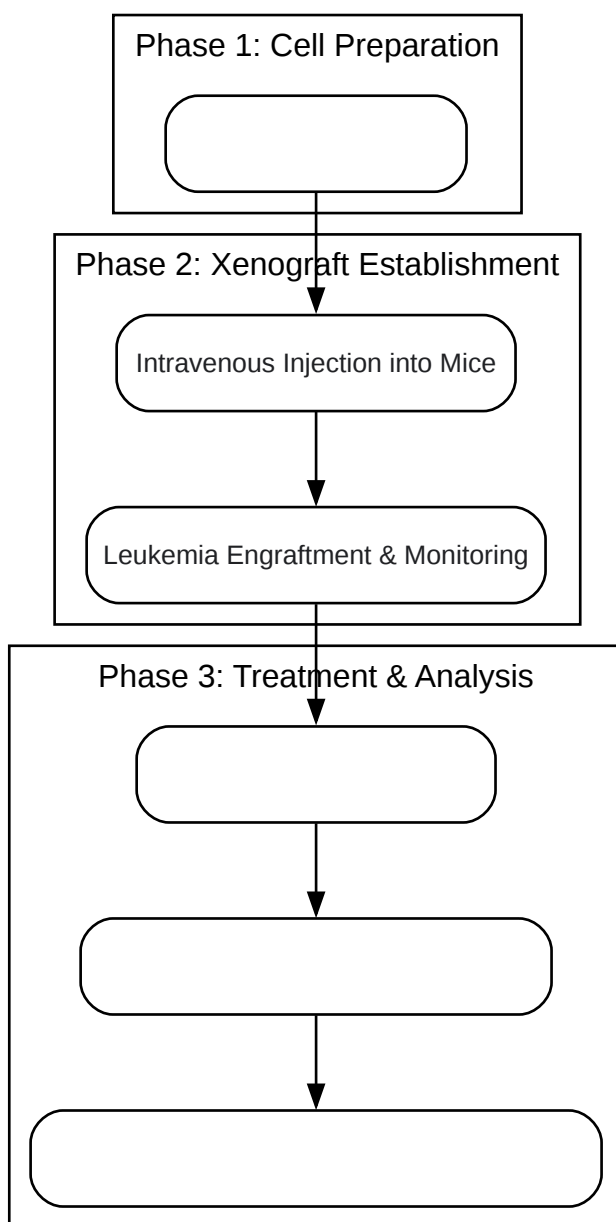 Phase 1: Cell Preparation
Phase 2: Xenograft Establishment
Intravenous Injection into Mice
Leukemia Engraftment & Monitoring
Phase 3: Treatment & Analysis